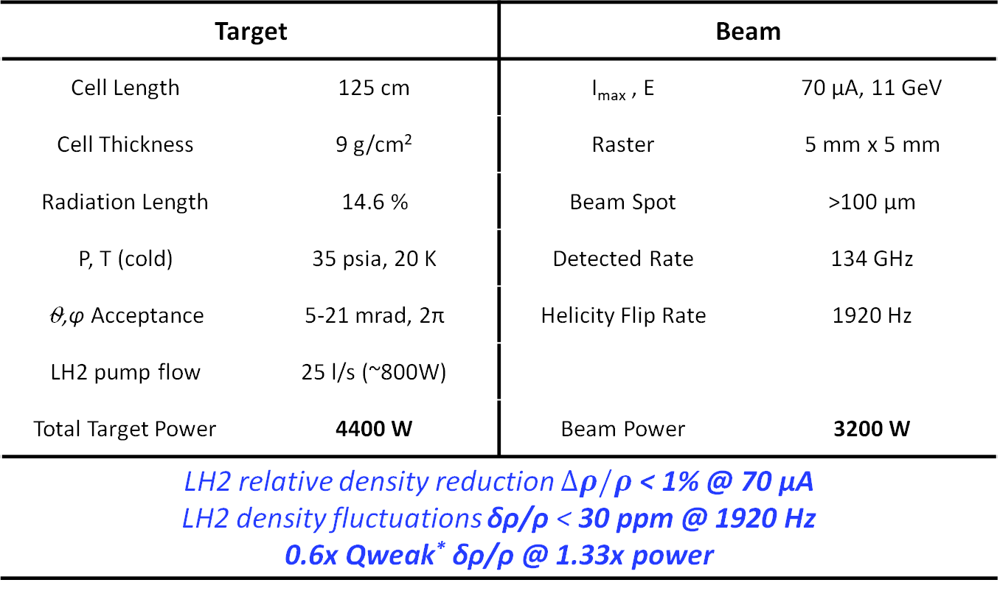 Target Beam
Cell Length 125 cm I_max , E 70 µA, 11 GeV
Cell Thickness 9 g/cm² Raster 5 mm x 5 mm
Radiation Length 14.6 % Beam Spot >100 µm
P, T (cold) 35 psia, 20 K Detected Rate 134 GHz
𝜗,φ Acceptance 5-21 mrad, 2π Helicity Flip Rate 1920 Hz
LH2 pump flow 25 l/s (~800W)
Total Target Power 4400 W Beam Power 3200 W
LH2 relative density reduction Δρ/ρ < 1% @ 70 µA
LH2 density fluctuations δρ/ρ < 30 ppm @ 1920 Hz
0.6x Qweak* δρ/ρ @ 1.33x power